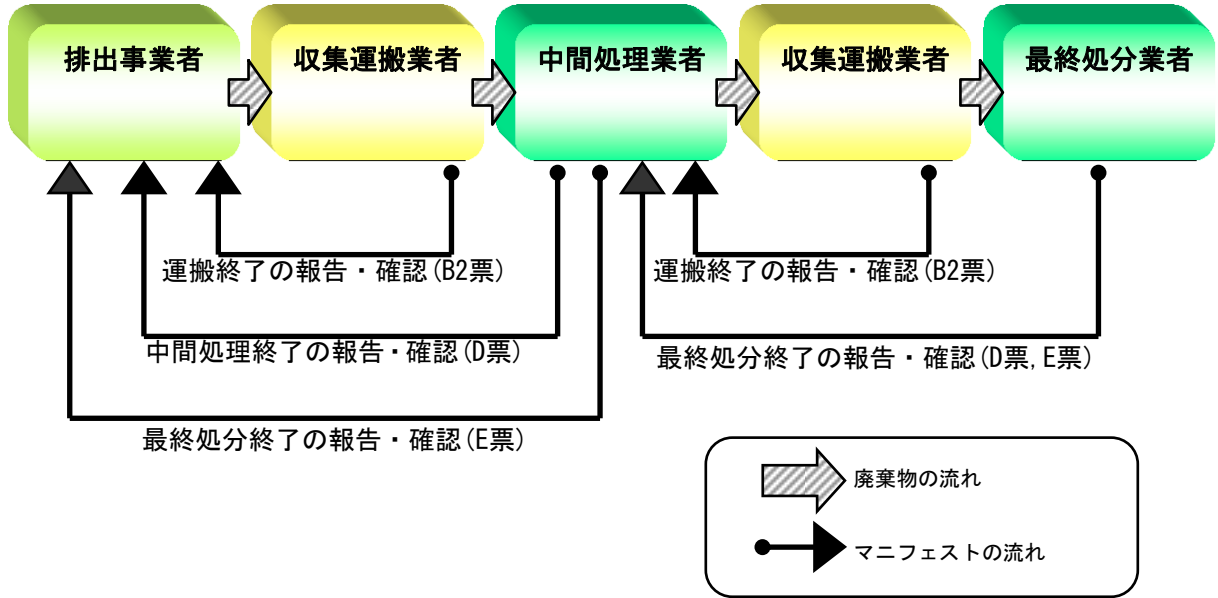 排出事業者
収集運搬業者
中間処理業者
収集運搬業者
最終処分業者
運搬終了の報告・確認(B2票)
運搬終了の報告・確認(B2票)
中間処理終了の報告・確認(D票)
最終処分終了の報告・確認(D票,E票)
最終処分終了の報告・確認(E票)
廃棄物の流れ
マニフェストの流れ